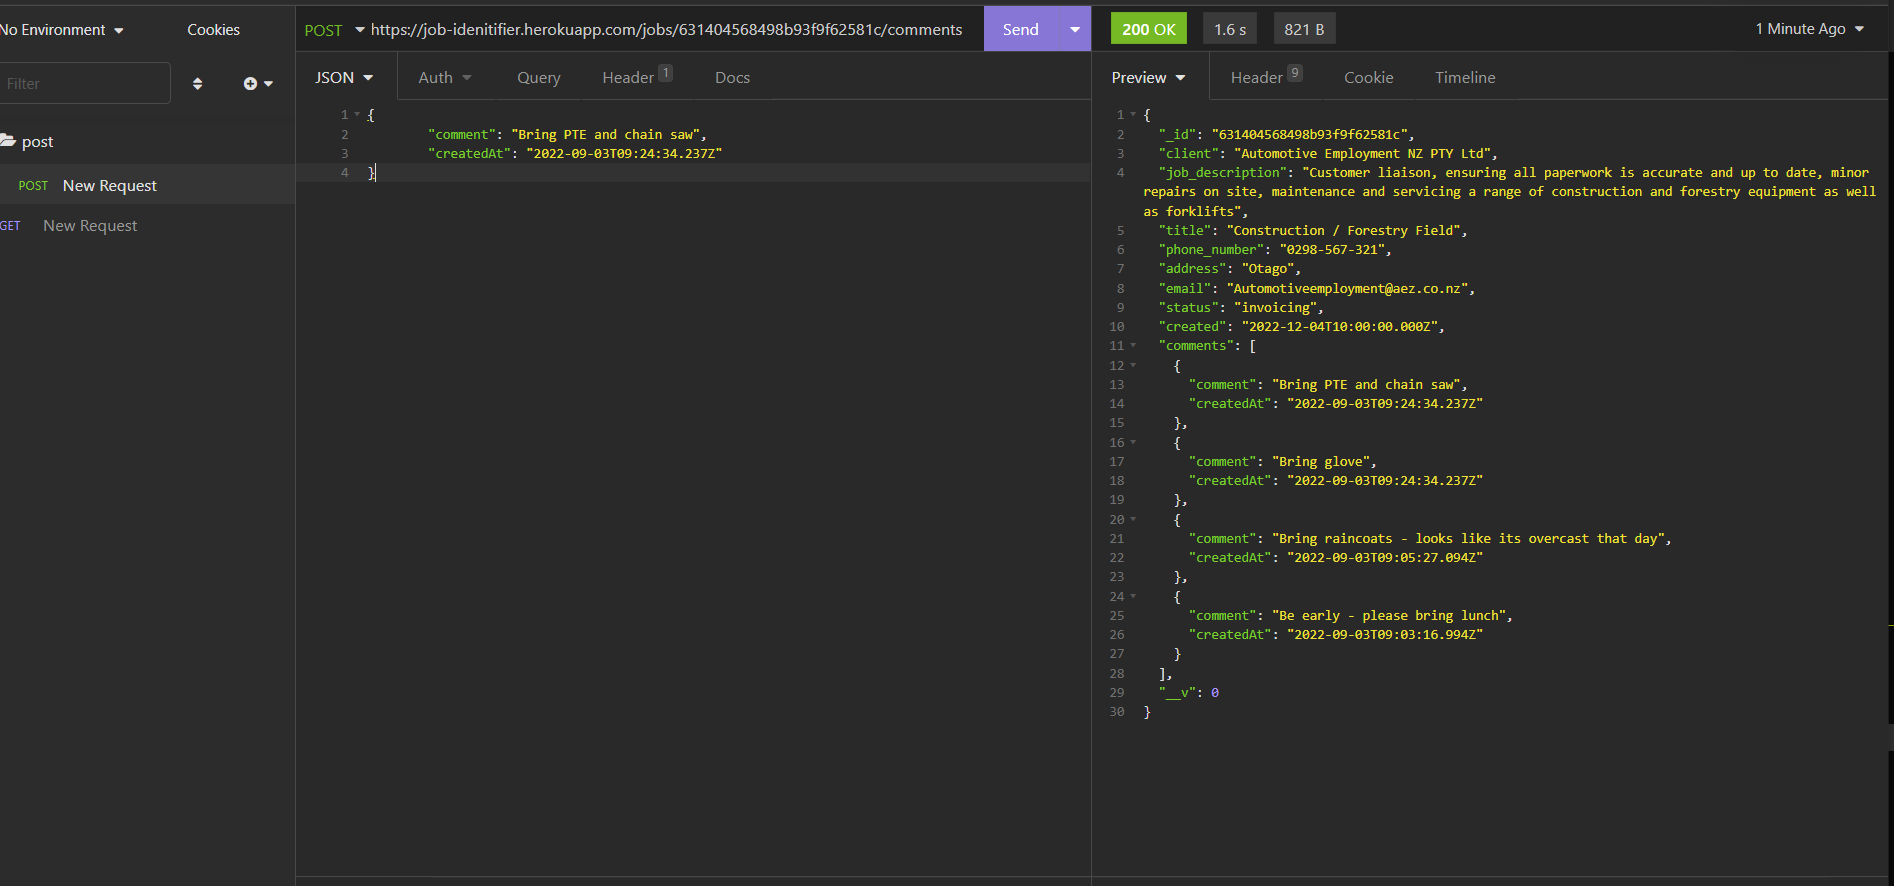 No Environment
Cookies
POST https://job-idenitifier.herokuapp.com/jobs/631404568498b93f9f62581c/comments
Send
200 OK
1.6 s
821 B
1 Minute Ago
Filter
JSON
Auth
Query
Header 1
Docs
Preview
Header 9
Cookie
Timeline
post
POST New Request
GET New Request
1 {
2 "comment": "Bring PTE and chain saw",
3 "createdAt": "2022-09-03T09:24:34.237Z"
4 }
1 {
2 "_id": "631404568498b93f9f62581c",
3 "client": "Automotive Employment NZ PTY Ltd",
4 "job_description": "Customer liaison, ensuring all paperwork is accurate and up to date, minor
repairs on site, maintenance and servicing a range of construction and forestry equipment as well
as forklifts",
5 "title": "Construction / Forestry Field",
6 "phone_number": "0298-567-321",
7 "address": "Otago",
8 "email": "Automotiveemployment@aez.co.nz",
9 "status": "invoicing",
10 "created": "2022-12-04T10:00:00.000Z",
11 "comments": [
12 {
13 "comment": "Bring PTE and chain saw",
14 "createdAt": "2022-09-03T09:24:34.237Z"
15 },
16 {
17 "comment": "Bring glove",
18 "createdAt": "2022-09-03T09:24:34.237Z"
19 },
20 {
21 "comment": "Bring raincoats - looks like its overcast that day",
22 "createdAt": "2022-09-03T09:05:27.094Z"
23 },
24 {
25 "comment": "Be early - please bring lunch",
26 "createdAt": "2022-09-03T09:03:16.994Z"
27 }
28 ],
29 "__v": 0
30 }